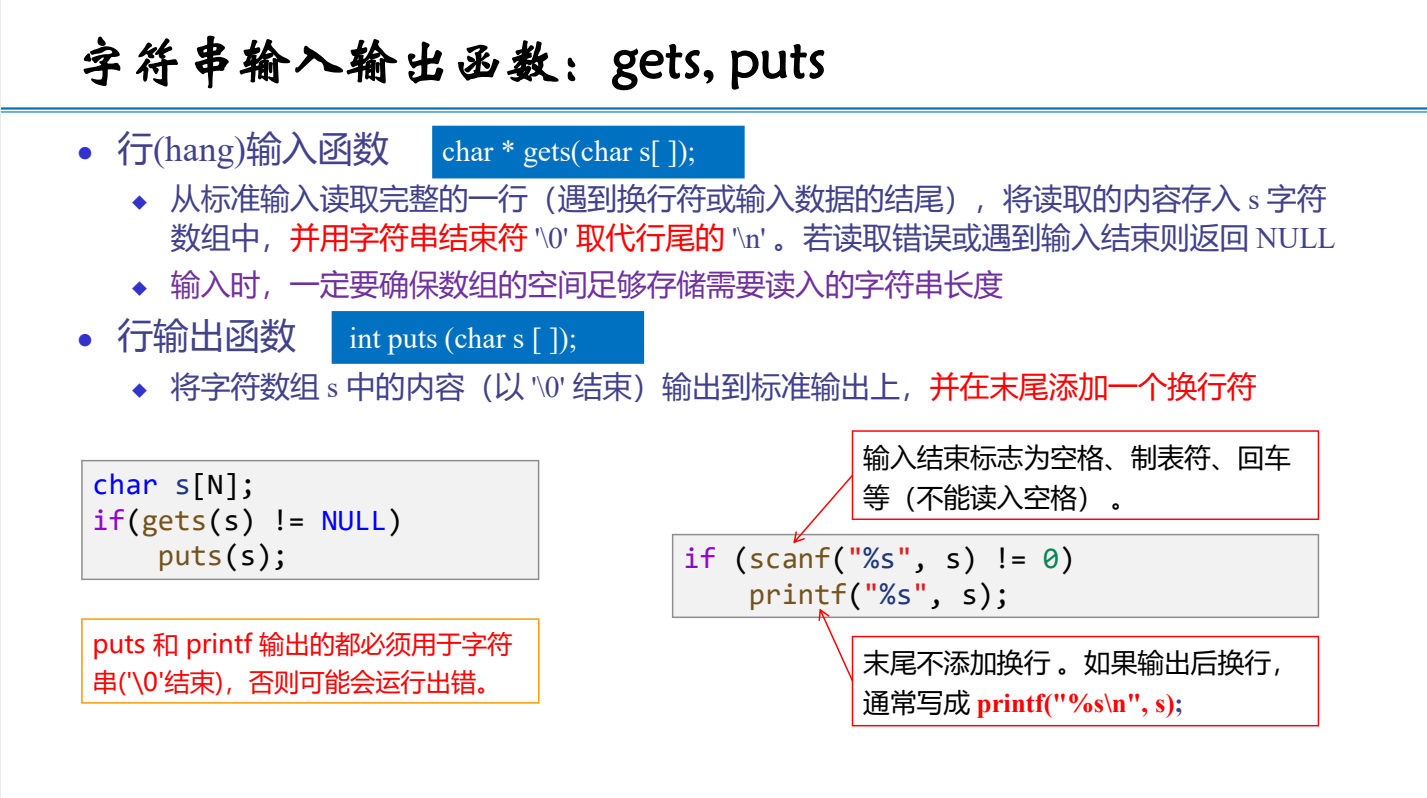 字符串输入输出函数：gets, puts
• 行(hang)输入函数 char * gets(char s[ ]);
◆ 从标准输入读取完整的一行（遇到换行符或输入数据的结尾），将读取的内容存入 s 字符
数组中，并用字符串结束符 '\0' 取代行尾的 '\n' 。若读取错误或遇到输入结束则返回 NULL
◆ 输入时，一定要确保数组的空间足够存储需要读入的字符串长度
• 行输出函数 int puts (char s [ ]);
◆ 将字符数组 s 中的内容（以 '\0' 结束）输出到标准输出上，并在末尾添加一个换行符
char s[N];
if(gets(s) != NULL)
    puts(s);
puts 和 printf 输出的都必须用于字符
串('\0'结束)，否则可能会运行出错。
输入结束标志为空格、制表符、回车
等（不能读入空格） 。
if (scanf("%s", s) != 0)
    printf("%s", s);
末尾不添加换行 。如果输出后换行，
通常写成 printf("%s\n", s);